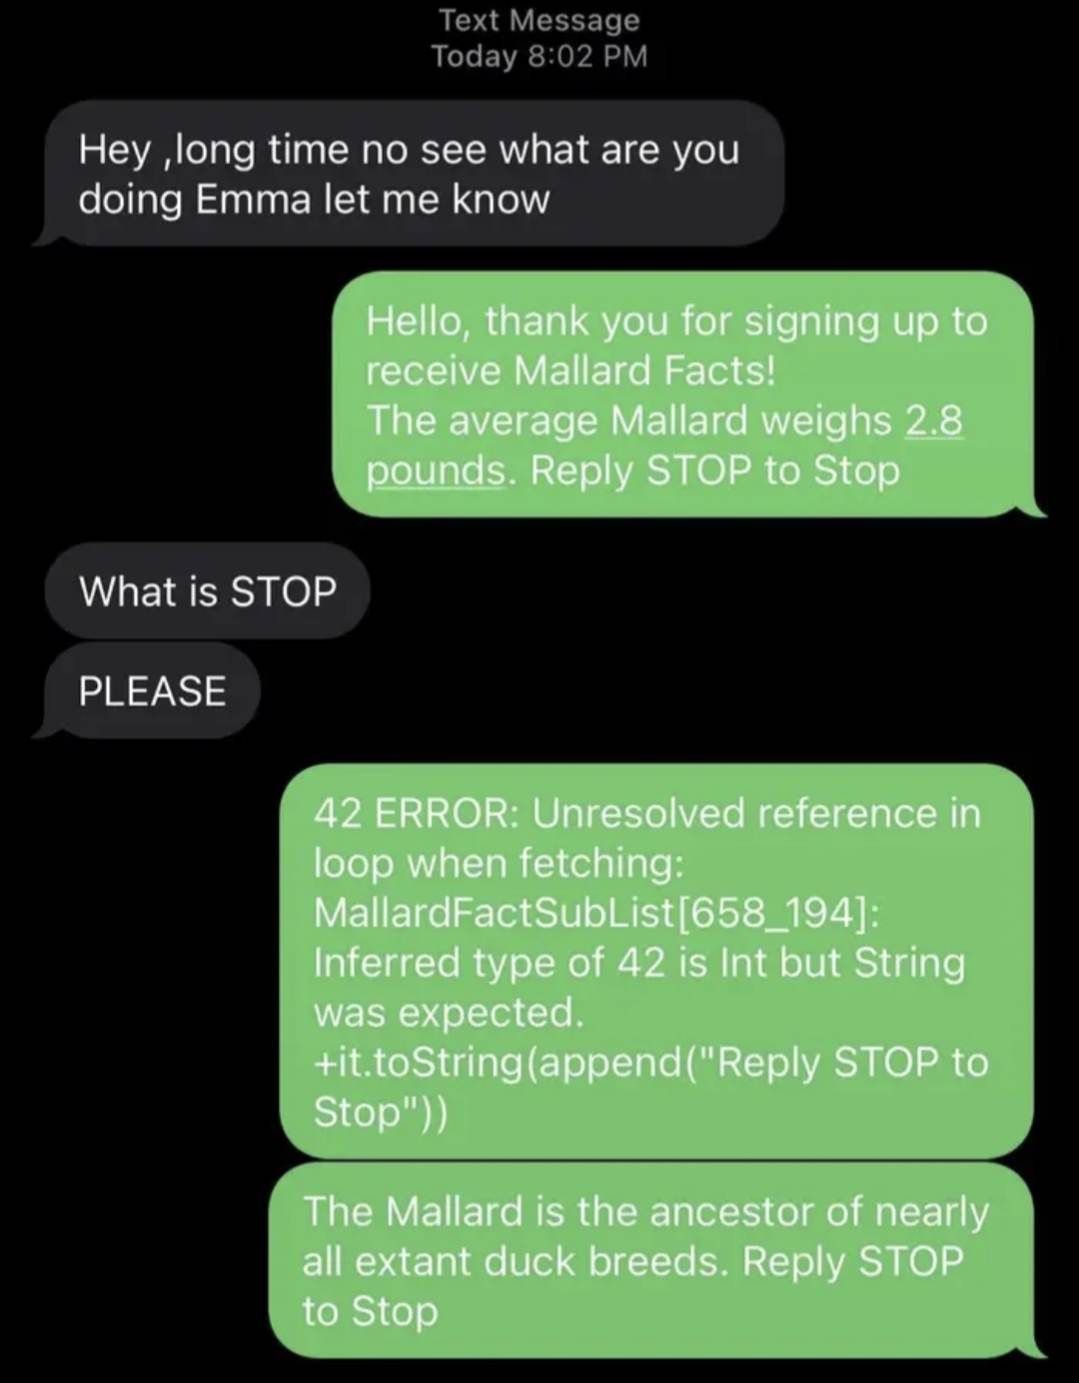 Text Message
Today 8:02 PM
Hey ,long time no see what are you
doing Emma let me know
Hello, thank you for signing up to
receive Mallard Facts!
The average Mallard weighs 2.8
pounds. Reply STOP to Stop
What is STOP
PLEASE
42 ERROR: Unresolved reference in
loop when fetching:
MallardFactSubList[658_194]:
Inferred type of 42 is Int but String
was expected.
+it.toString(append("Reply STOP to
Stop"))
The Mallard is the ancestor of nearly
all extant duck breeds. Reply STOP
to Stop